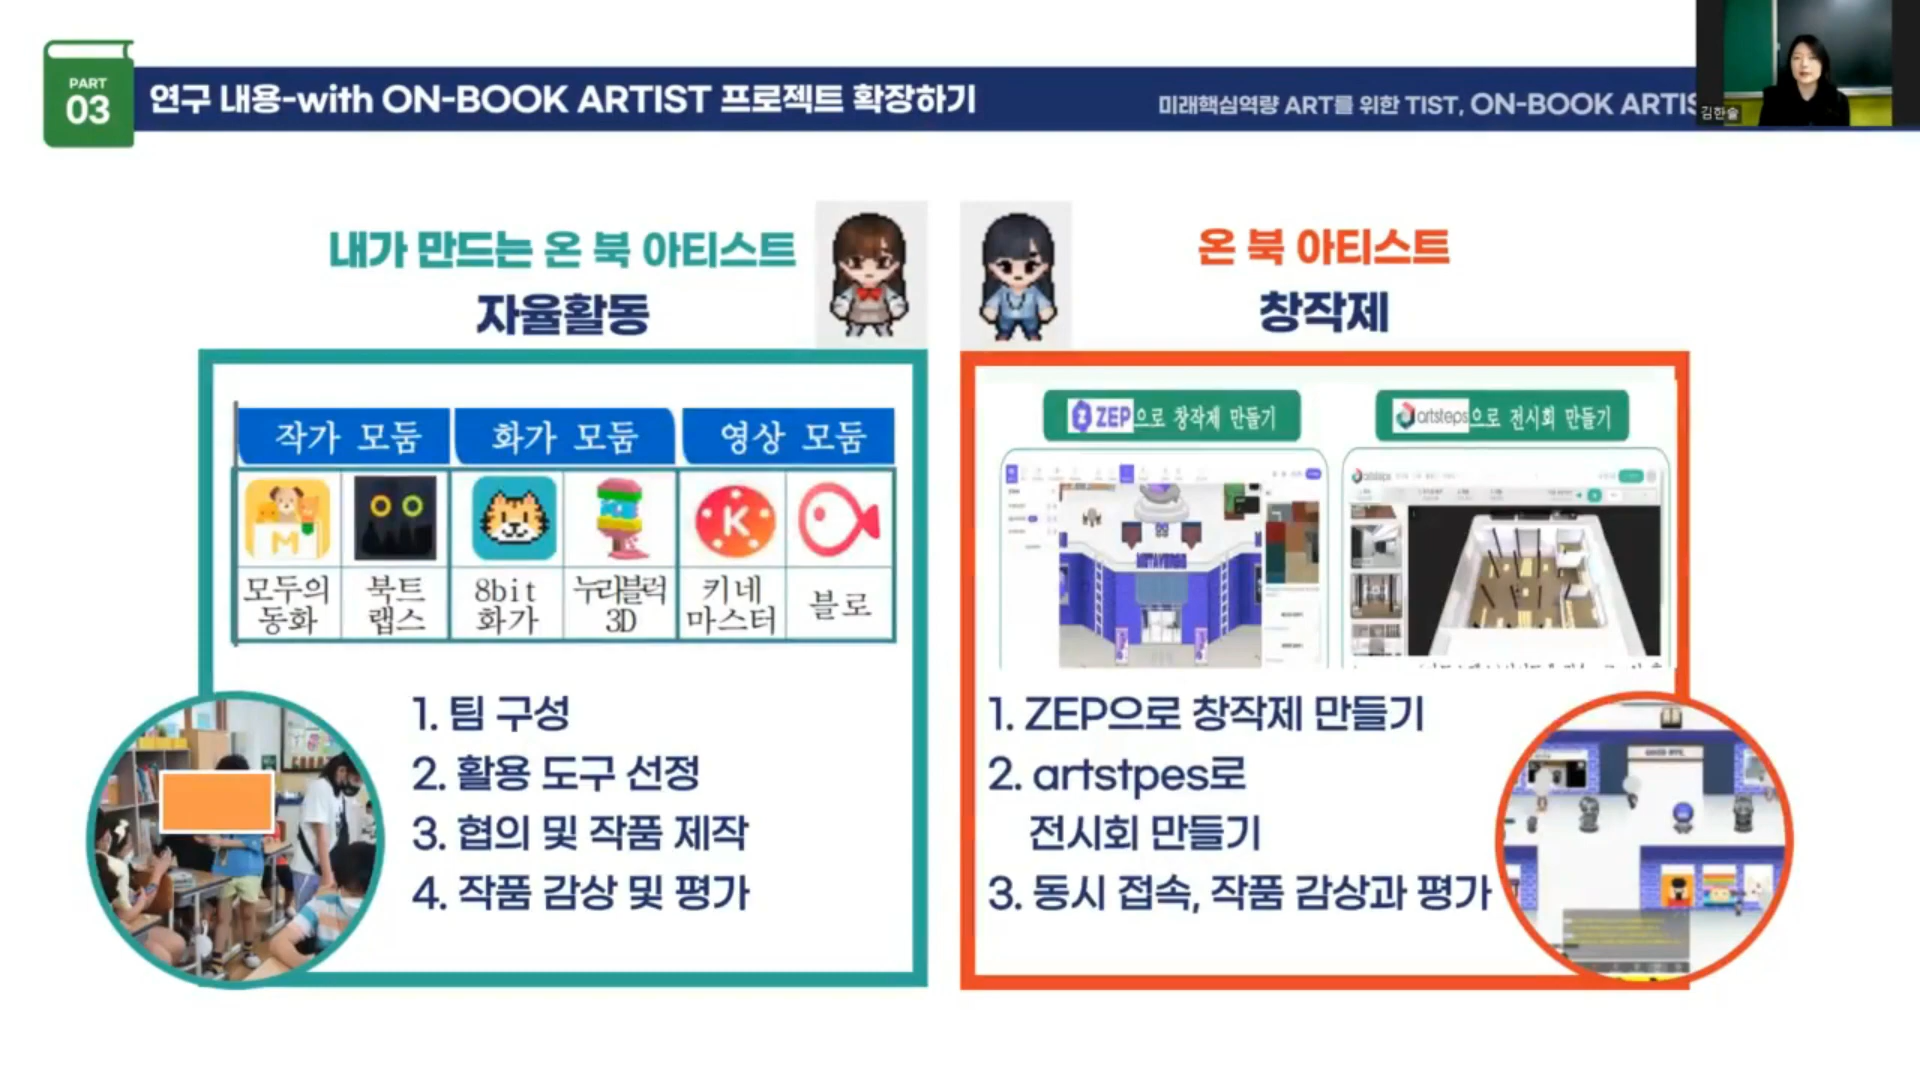 PART
03
연구 내용-with ON-BOOK ARTIST 프로젝트 확장하기
미래핵심역량 ART를 위한 TIST, ON-BOOK ARTIS
김한솔
내가 만드는 온 북 아티스트
자율활동
작가 모둠
화가 모둠
영상 모둠
M
K
모두의
동화
북트
랩스
8bit
화가
누리블럭
3D
키네
마스터
블로
1. 팀 구성
2. 활용 도구 선정
3. 협의 및 작품 제작
4. 작품 감상 및 평가
온 북 아티스트
창작제
ZEP으로 창작제 만들기
artsteps으로 전시회 만들기
artsteps
1. ZEP으로 창작제 만들기
2. artstpes로
전시회 만들기
3. 동시 접속, 작품 감상과 평가